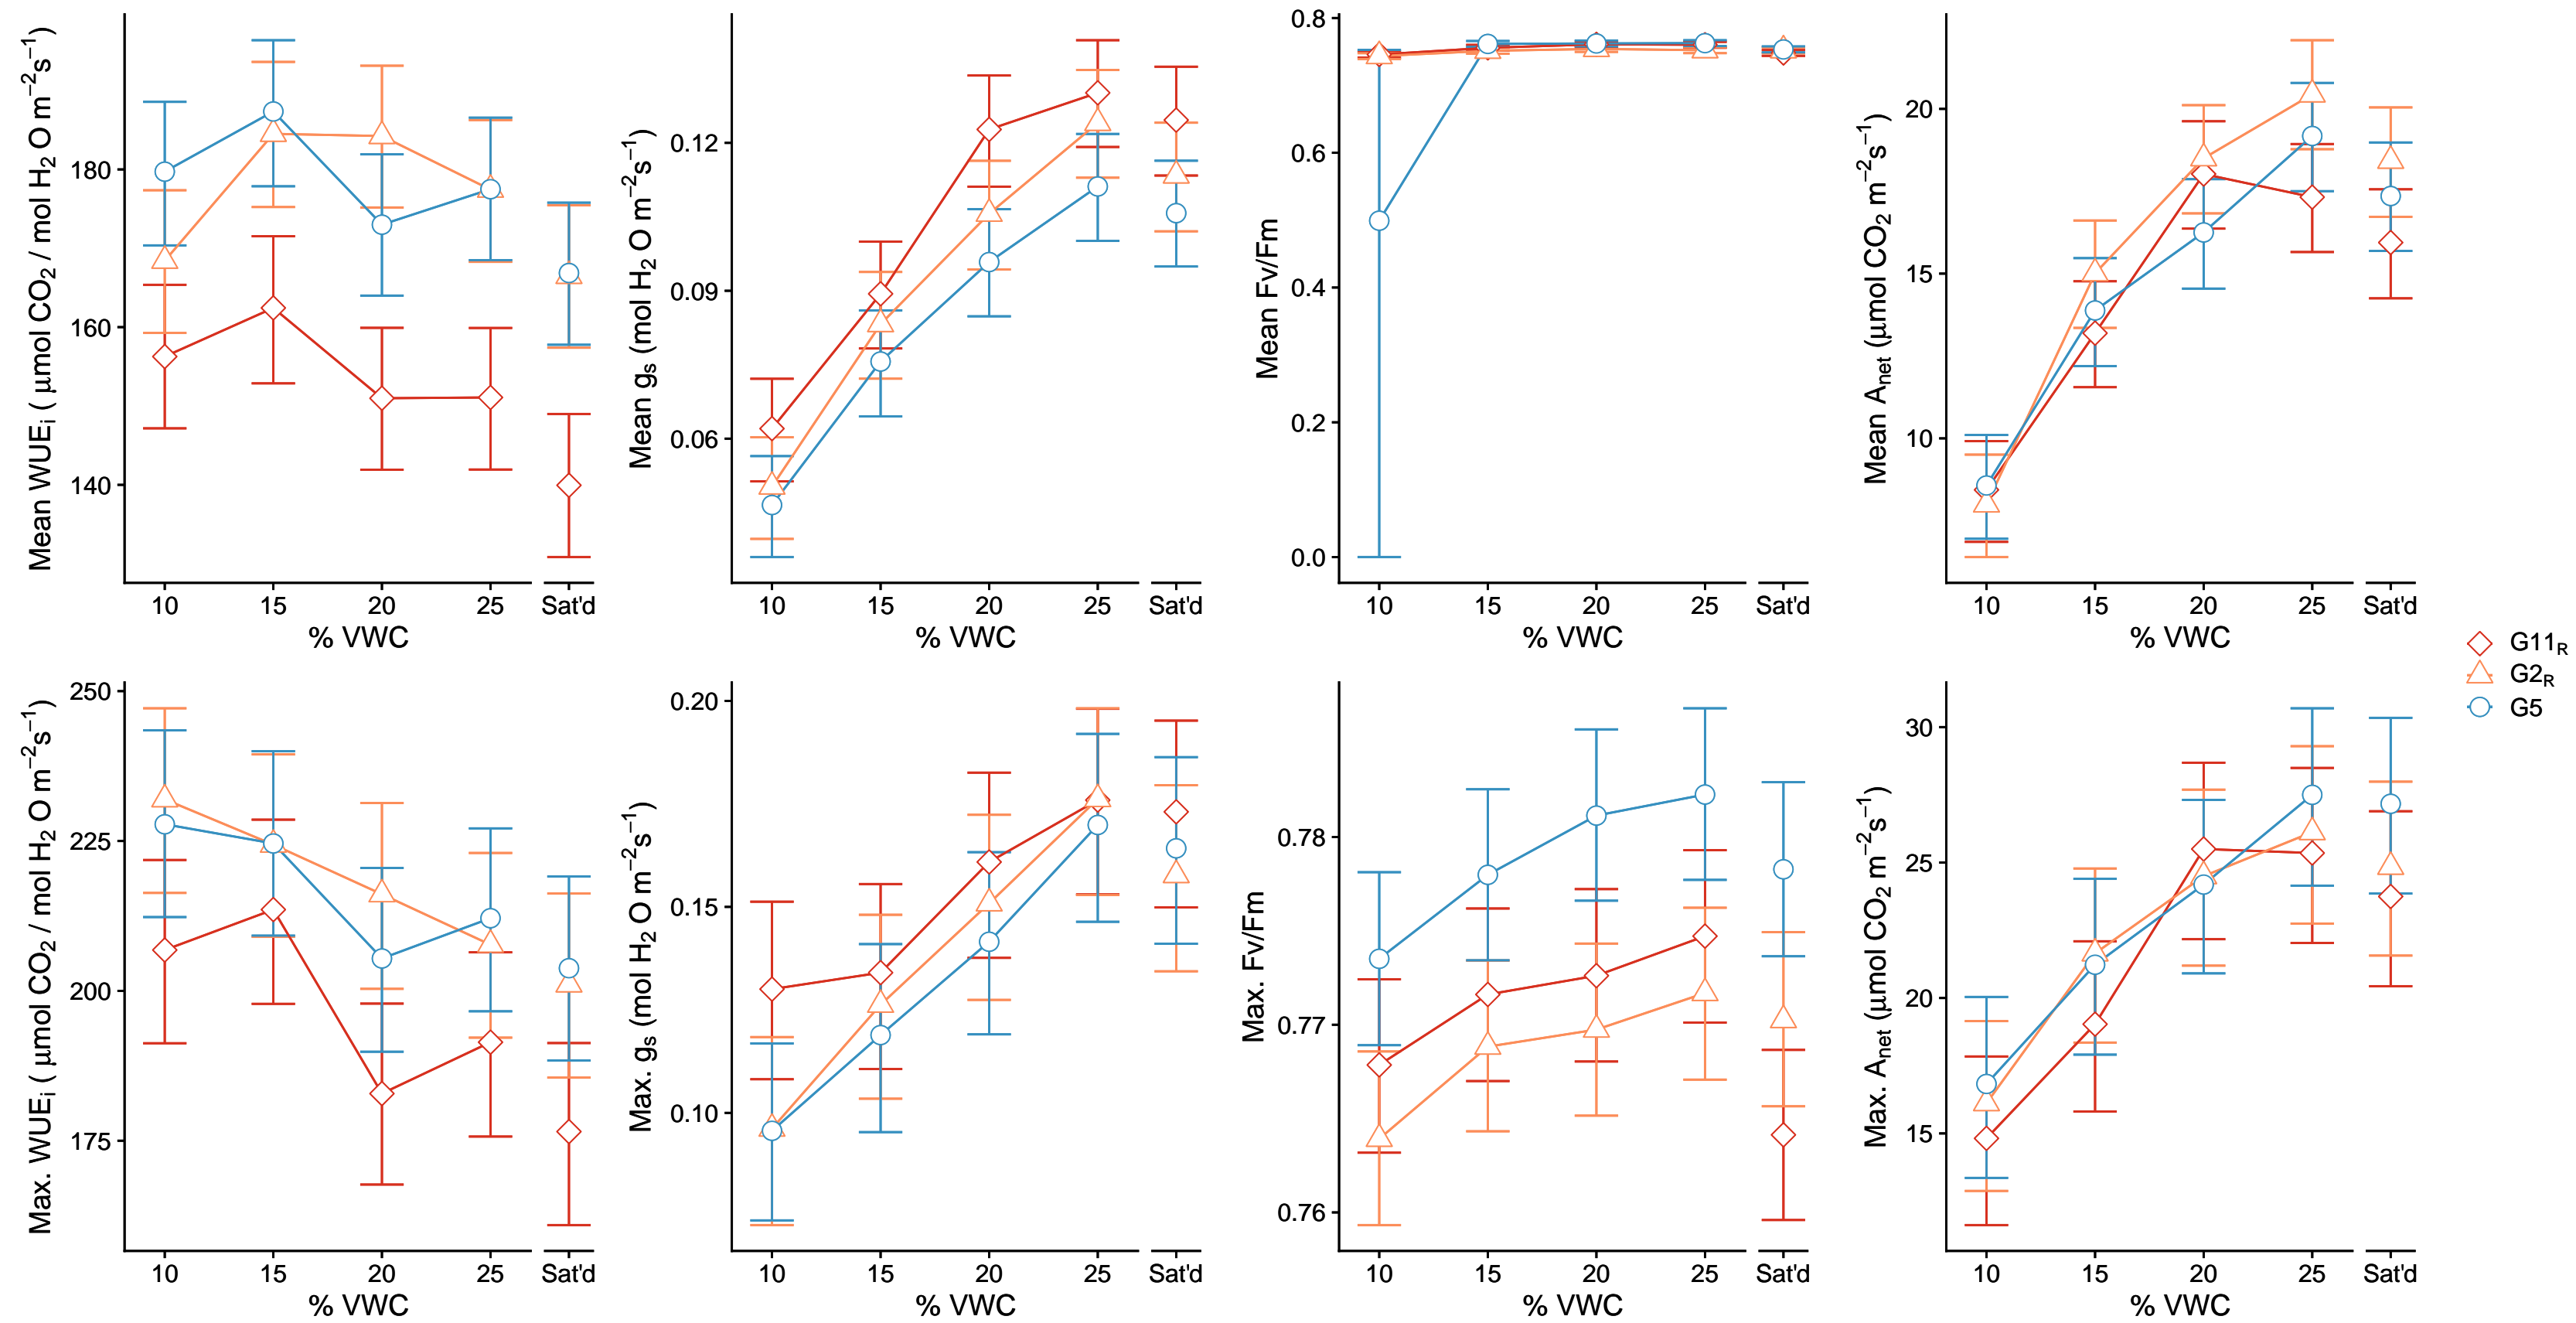 Mean WUEi ( μmol CO2 / mol H2 O m−2s−1)
180
160
140
10 15 20 25 Sat'd
% VWC
Mean gs (mol H2 O m−2s−1)
0.12
0.09
0.06
10 15 20 25 Sat'd
% VWC
Mean Fv/Fm
0.8
0.6
0.4
0.2
0.0
10 15 20 25 Sat'd
% VWC
Mean Anet (μmol CO2 m−2s−1)
20
15
10
10 15 20 25 Sat'd
% VWC
G11R
G2R
G5
Max. WUEi ( μmol CO2 / mol H2 O m−2s−1)
250
225
200
175
10 15 20 25 Sat'd
% VWC
Max. gs (mol H2 O m−2s−1)
0.20
0.15
0.10
10 15 20 25 Sat'd
% VWC
Max. Fv/Fm
0.78
0.77
0.76
10 15 20 25 Sat'd
% VWC
Max. Anet (μmol CO2 m−2s−1)
30
25
20
15
10 15 20 25 Sat'd
% VWC